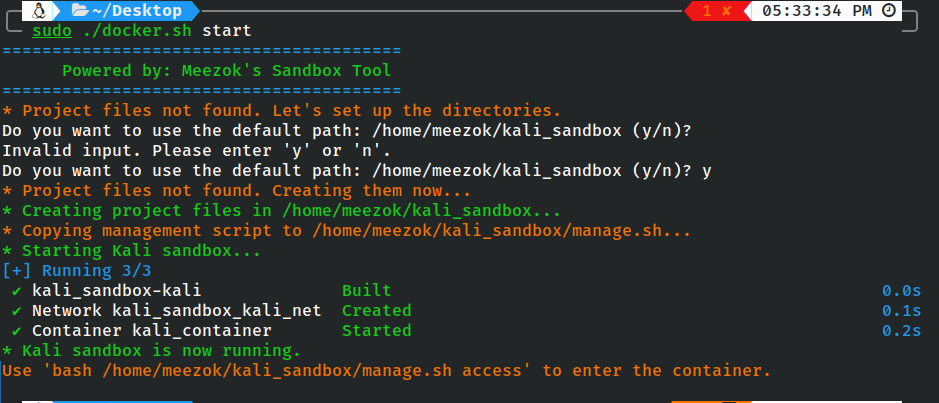 ~/Desktop 1 ✘ 05:33:34 PM
sudo ./docker.sh start
========================================
Powered by: Meezok's Sandbox Tool
========================================
* Project files not found. Let's set up the directories.
Do you want to use the default path: /home/meezok/kali_sandbox (y/n)?
Invalid input. Please enter 'y' or 'n'.
Do you want to use the default path: /home/meezok/kali_sandbox (y/n)? y
* Project files not found. Creating them now...
* Creating project files in /home/meezok/kali_sandbox...
* Copying management script to /home/meezok/kali_sandbox/manage.sh...
* Starting Kali sandbox...
[+] Running 3/3
✔ kali_sandbox-kali Built 0.0s
✔ Network kali_sandbox_kali_net Created 0.1s
✔ Container kali_container Started 0.2s
* Kali sandbox is now running.
Use 'bash /home/meezok/kali_sandbox/manage.sh access' to enter the container.